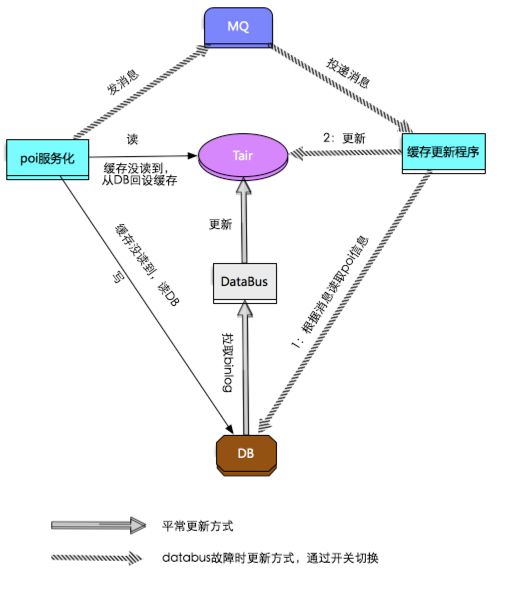 MQ
发消息
投递消息
读
2：更新
poi服务化
Tair
缓存更新程序
缓存没读到，
从DB回设缓存
更新
缓存没读到，读DB
写
DataBus
1：根据消息读取poi信息
拉取binlog
DB
平常更新方式
databus故障时更新方式，通过开关切换